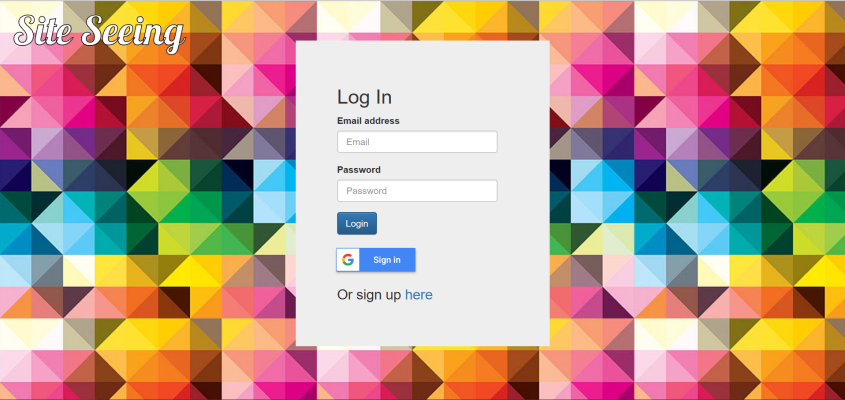 Site Seeing
Log In
Email address
Email
Password
Password
Login
Sign in
Or sign up here